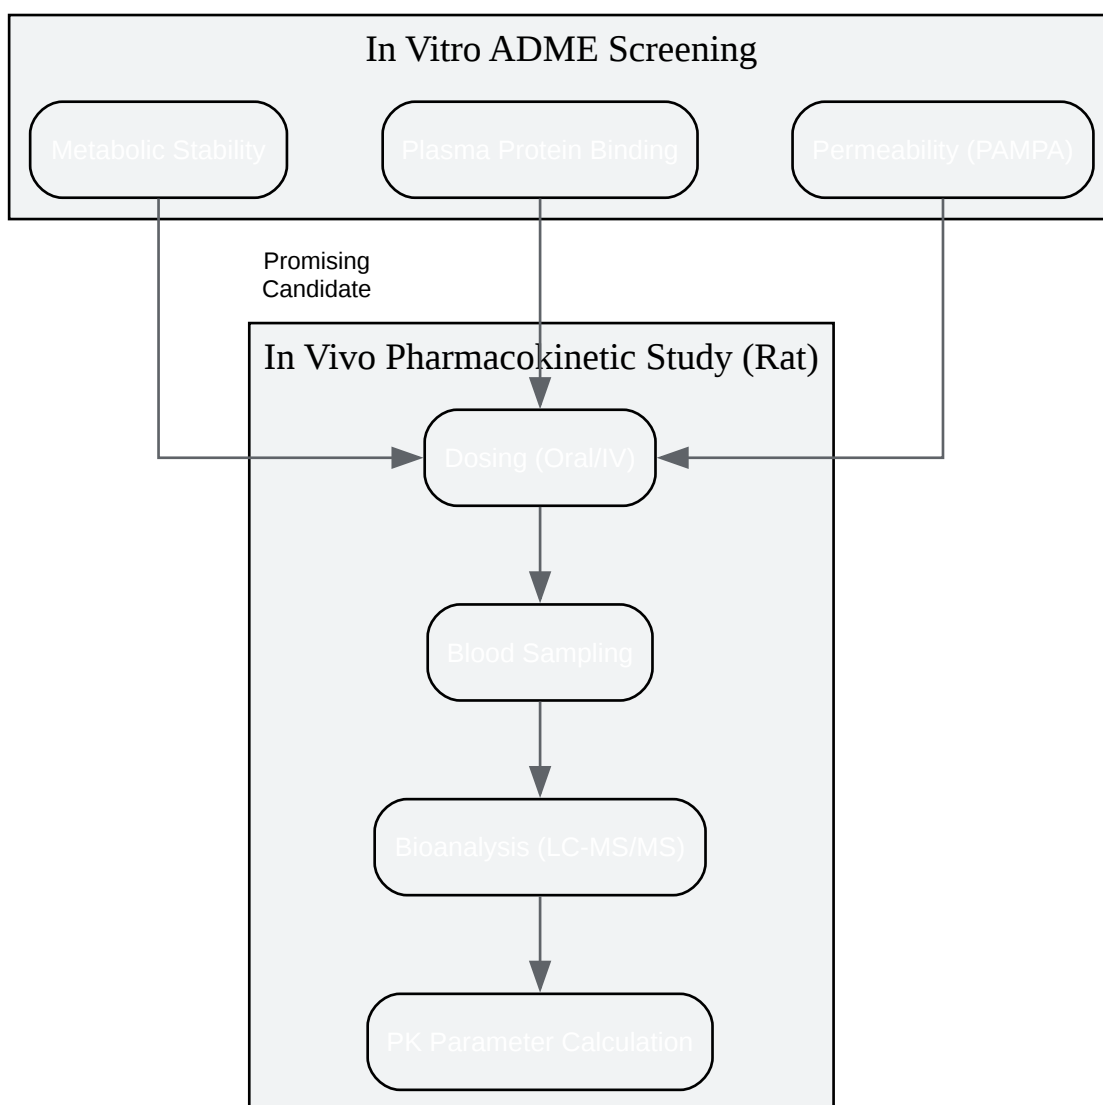 In Vitro ADME Screening
Metabolic Stability
Plasma Protein Binding
Permeability (PAMPA)
Promising
Candidate
In Vivo Pharmacokinetic Study (Rat)
Dosing (Oral/IV)
Blood Sampling
Bioanalysis (LC-MS/MS)
PK Parameter Calculation